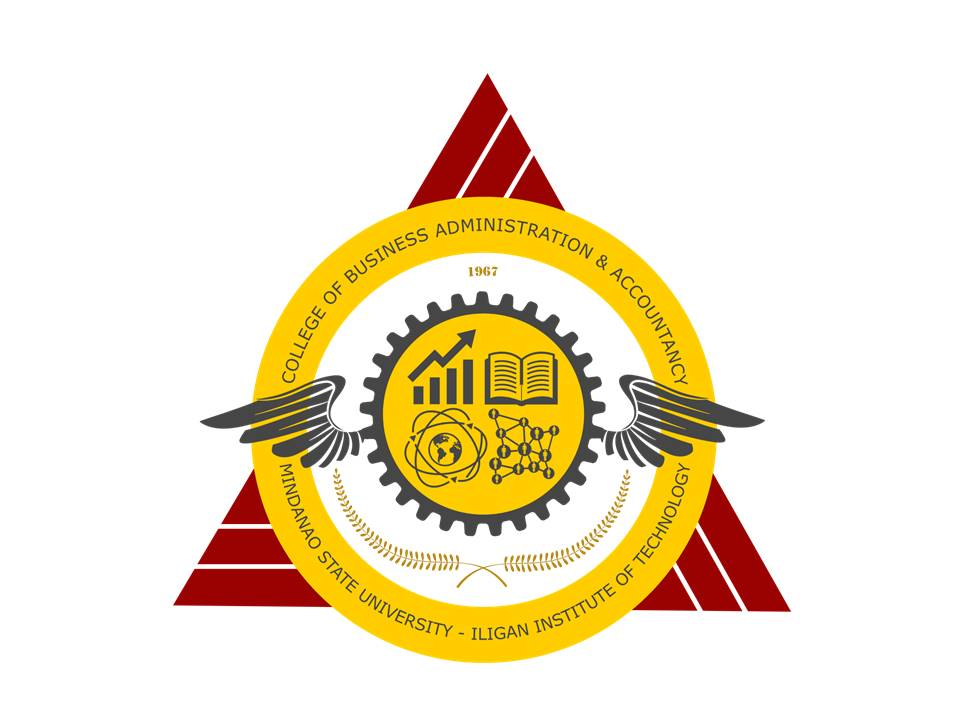 COLLEGE OF BUSINESS ADMINISTRATION & ACCOUNTANCY
1967
MINDANAO STATE UNIVERSITY - ILIGAN INSTITUTE OF TECHNOLOGY